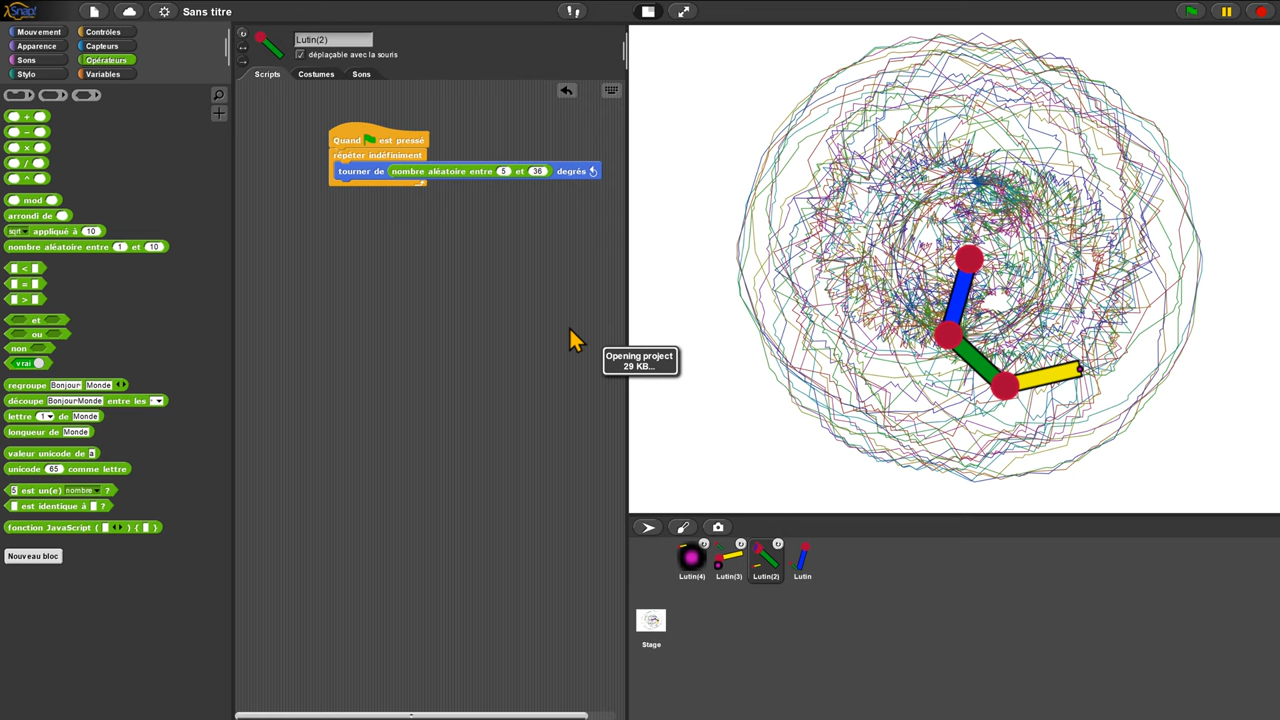 Snap! Sans titre
Mouvement Contrôles
Apparence Capteurs
Sons Opérateurs
Stylo Variables
+
−
×
/
^
mod
arrondi de
sqrt appliqué à 10
nombre aléatoire entre 1 et 10
<
=
>
et
ou
non
vrai
regroupe Bonjour Monde
découpe Bonjour Monde entre les
lettre 1 de Monde
longueur de Monde
valeur unicode de a
unicode 65 comme lettre
5 est un(e) nombre ?
est identique à ?
fonction JavaScript ( ) { }
Nouveau bloc
Lutin(2)
déplaçable avec la souris
Scripts Costumes Sons
Quand est pressé
répéter indéfiniment
tourner de nombre aléatoire entre 5 et 36 degrés
Opening project
29 KB...
Lutin(4) Lutin(3) Lutin(2) Lutin
Stage